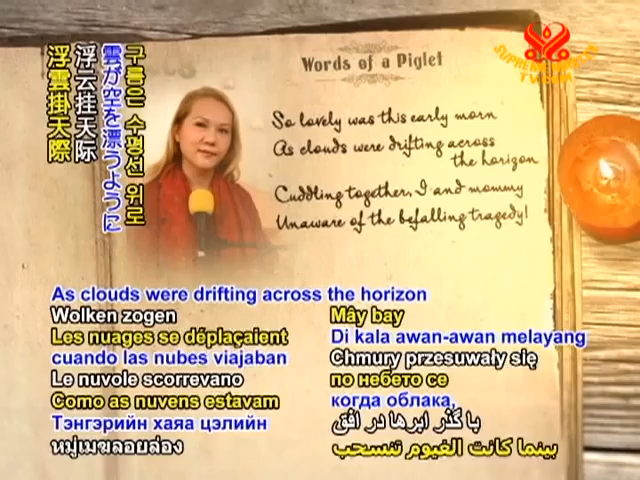 구름은 수평선 위로
雲が空を漂うように
浮云挂天际
浮雲掛天際
Words of a Piglet
SUPREME MASTER
TV.COM
So lovely was this early morn
As clouds were drifting across
the horizon
Cuddling together, I and mommy
Unaware of the befalling tragedy!
As clouds were drifting across the horizon
Wolken zogen
Les nuages se déplaçaient
cuando las nubes viajaban
Le nuvole scorrevano
Como as nuvens estavam
Тэнгэрийн хаяа цэлийн
หมู่เมฆลอยล่อง
Mây bay
Di kala awan-awan melayang
Chmury przesuwały się
по небето се
когда облака,
با گذر ابرها در افق
بينما كانت الغيوم تنسحب